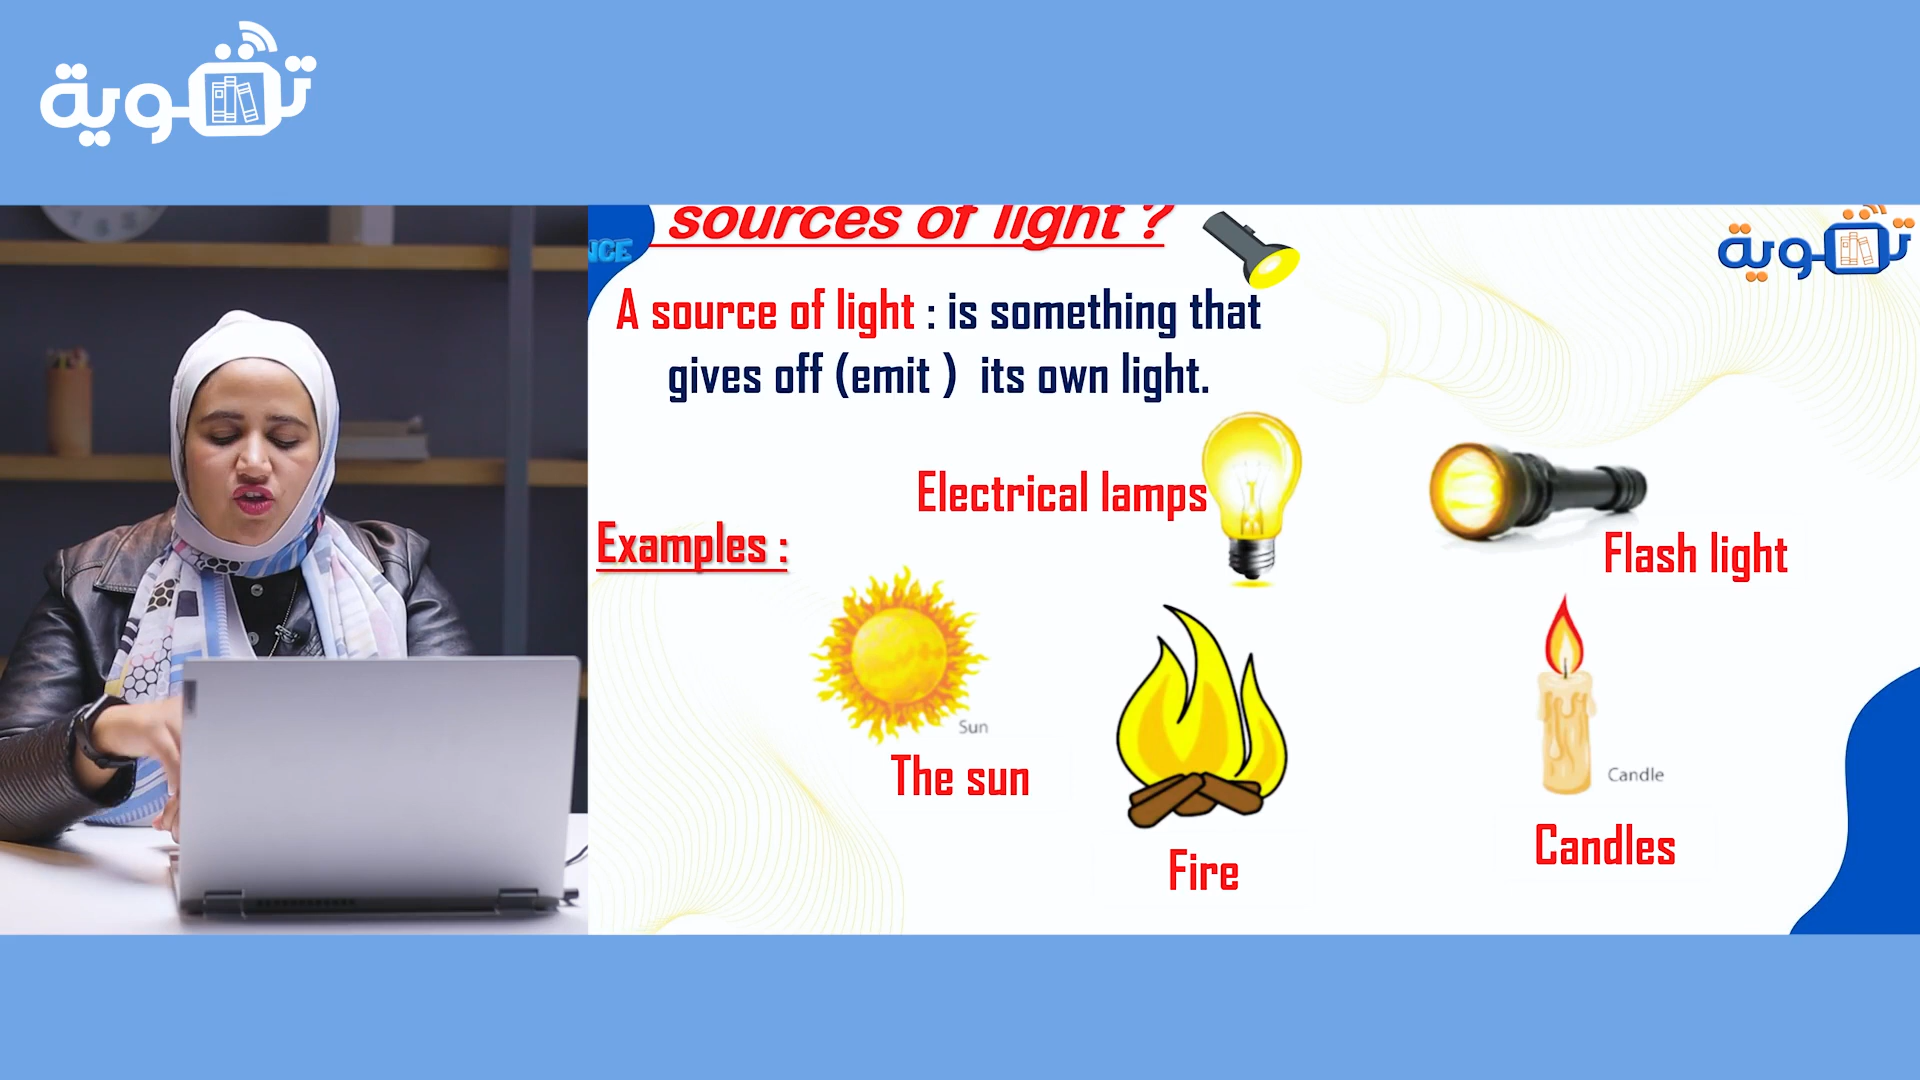 تقوية
sources of light ?
NCE
تقوية
A source of light : is something that
gives off (emit )  its own light.
Electrical lamps
Flash light
Examples :
Sun
The sun
Candle
Candles
Fire